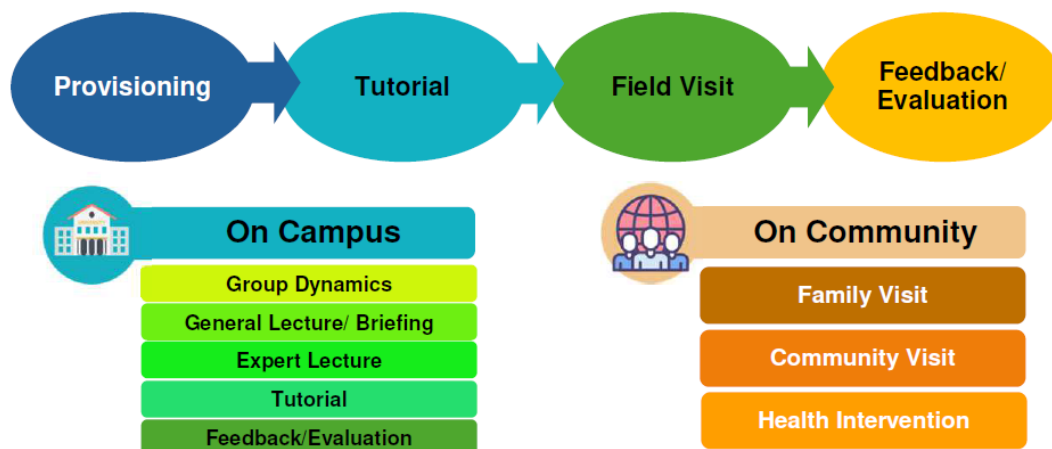 Provisioning
Tutorial
Field Visit
Feedback/
Evaluation
On Campus
Group Dynamics
General Lecture/ Briefing
Expert Lecture
Tutorial
Feedback/Evaluation
On Community
Family Visit
Community Visit
Health Intervention